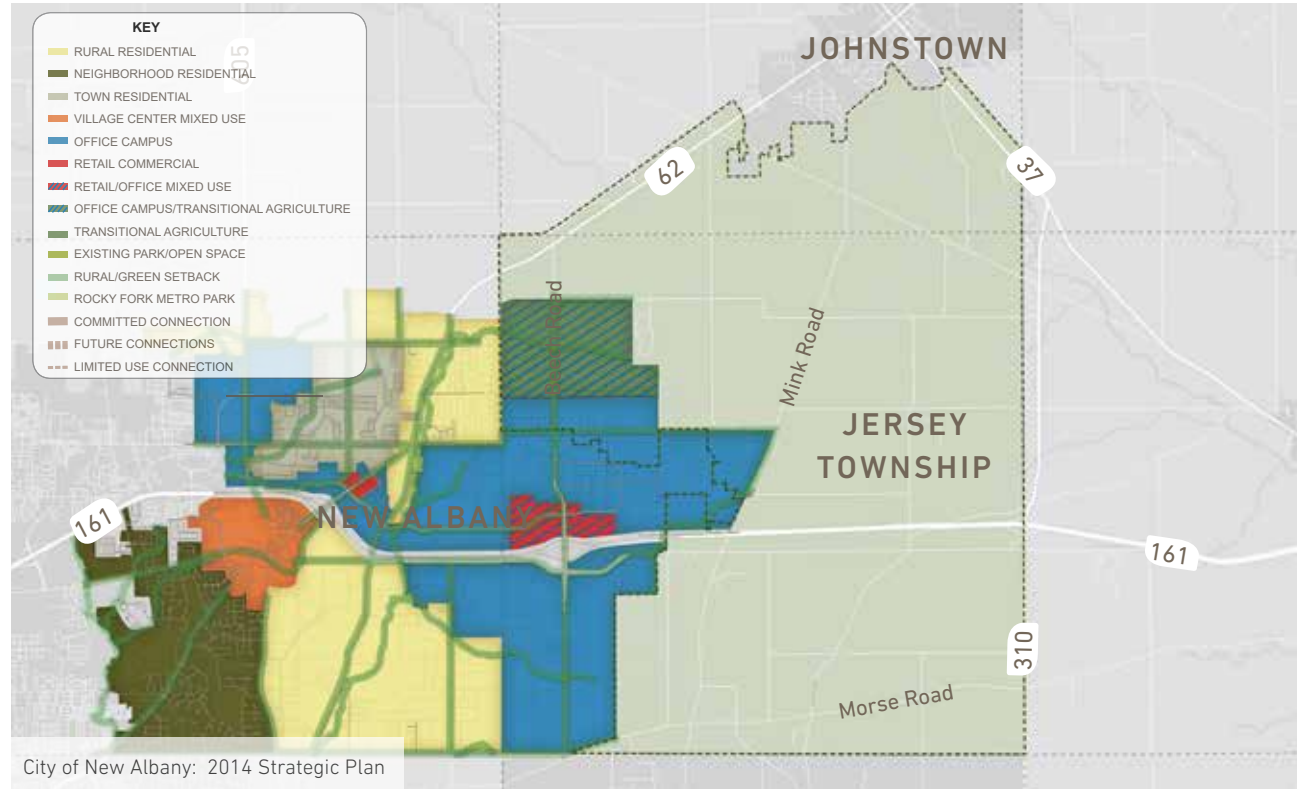 KEY
RURAL RESIDENTIAL
NEIGHBORHOOD RESIDENTIAL
TOWN RESIDENTIAL
VILLAGE CENTER MIXED USE
OFFICE CAMPUS
RETAIL COMMERCIAL
RETAIL/OFFICE MIXED USE
OFFICE CAMPUS/TRANSITIONAL AGRICULTURE
TRANSITIONAL AGRICULTURE
EXISTING PARK/OPEN SPACE
RURAL/GREEN SETBACK
ROCKY FORK METRO PARK
COMMITTED CONNECTION
FUTURE CONNECTIONS
LIMITED USE CONNECTION
605
JOHNSTOWN
62
37
Mink Road
Road
JERSEY
TOWNSHIP
NEW ALBANY
161
161
310
Morse Road
City of New Albany: 2014 Strategic Plan